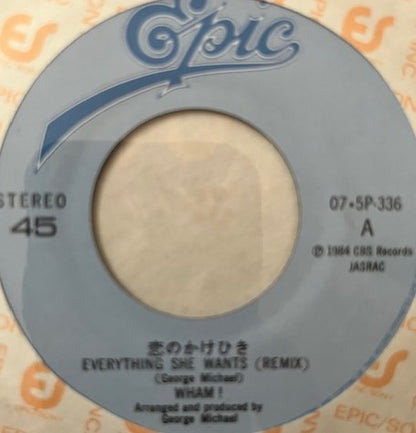 Epic
STEREO
45
07・5P-336
A
Ⓟ 1984 CBS Records
JASRAC
恋のかけひき
EVERYTHING SHE WANTS (REMIX)
(George Michael)
WHAM!
Arranged and produced by
George Michael
EPIC/SO